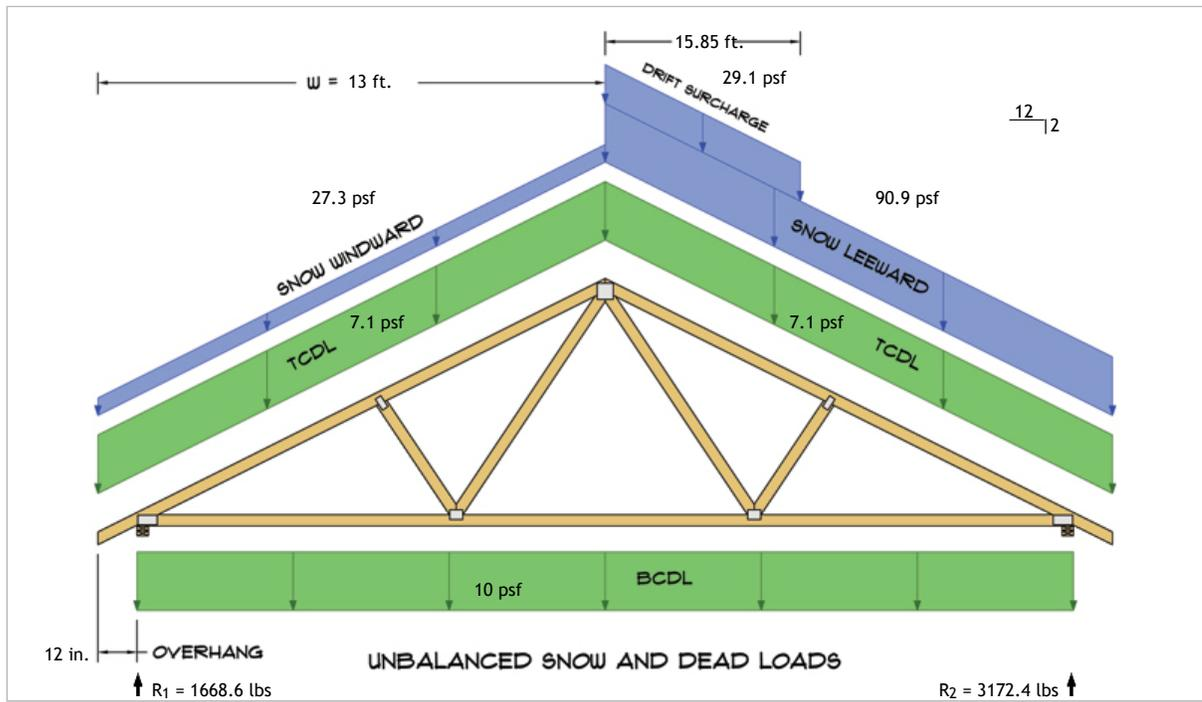 15.85 ft.
W = 13 ft.
DRIFT SURCHARGE
29.1 psf
12
2
27.3 psf
90.9 psf
SNOW WINDWARD
SNOW LEEWARD
7.1 psf
7.1 psf
TCDL
TCDL
10 psf
BCDL
12 in.
OVERHANG
UNBALANCED SNOW AND DEAD LOADS
R1 = 1668.6 lbs
R2 = 3172.4 lbs